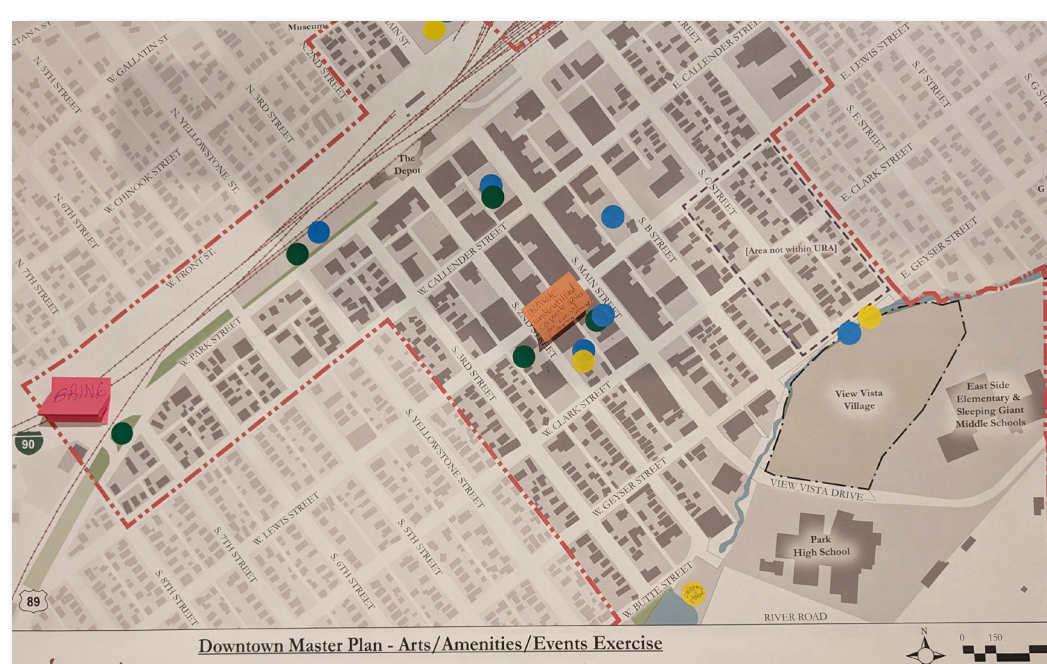 Museum
N. 2ND STREET
E. CALLENDER STREET
E. LEWIS STREET
W. GALLATIN ST.
N. 5TH STREET
N. 3RD STREET
S. F STREET
N. YELLOWSTONE ST.
S. E STREET
W. CHINOOK STREET
The
Depot
E. CLARK STREET
N. 6TH STREET
S. C STREET
S. B STREET
[Area not within URA]
E. GEYSER STREET
W. FRONT ST.
W. CALLENDER STREET
N. 7TH STREET
S. MAIN STREET
W. PARK STREET
S. 3RD STREET
BRINE
View Vista
Village
East Side
Elementary &
Sleeping Giant
Middle Schools
W. CLARK STREET
90
S. YELLOWSTONE STREET
W. GEYSER STREET
VIEW VISTA DRIVE
W. LEWIS STREET
S. 5TH STREET
S. 7TH STREET
Park
High School
S. 6TH STREET
S. 8TH STREET
W. BUTTE STREET
89
RIVER ROAD
Downtown Master Plan - Arts/Amenities/Events Exercise
N
0 150